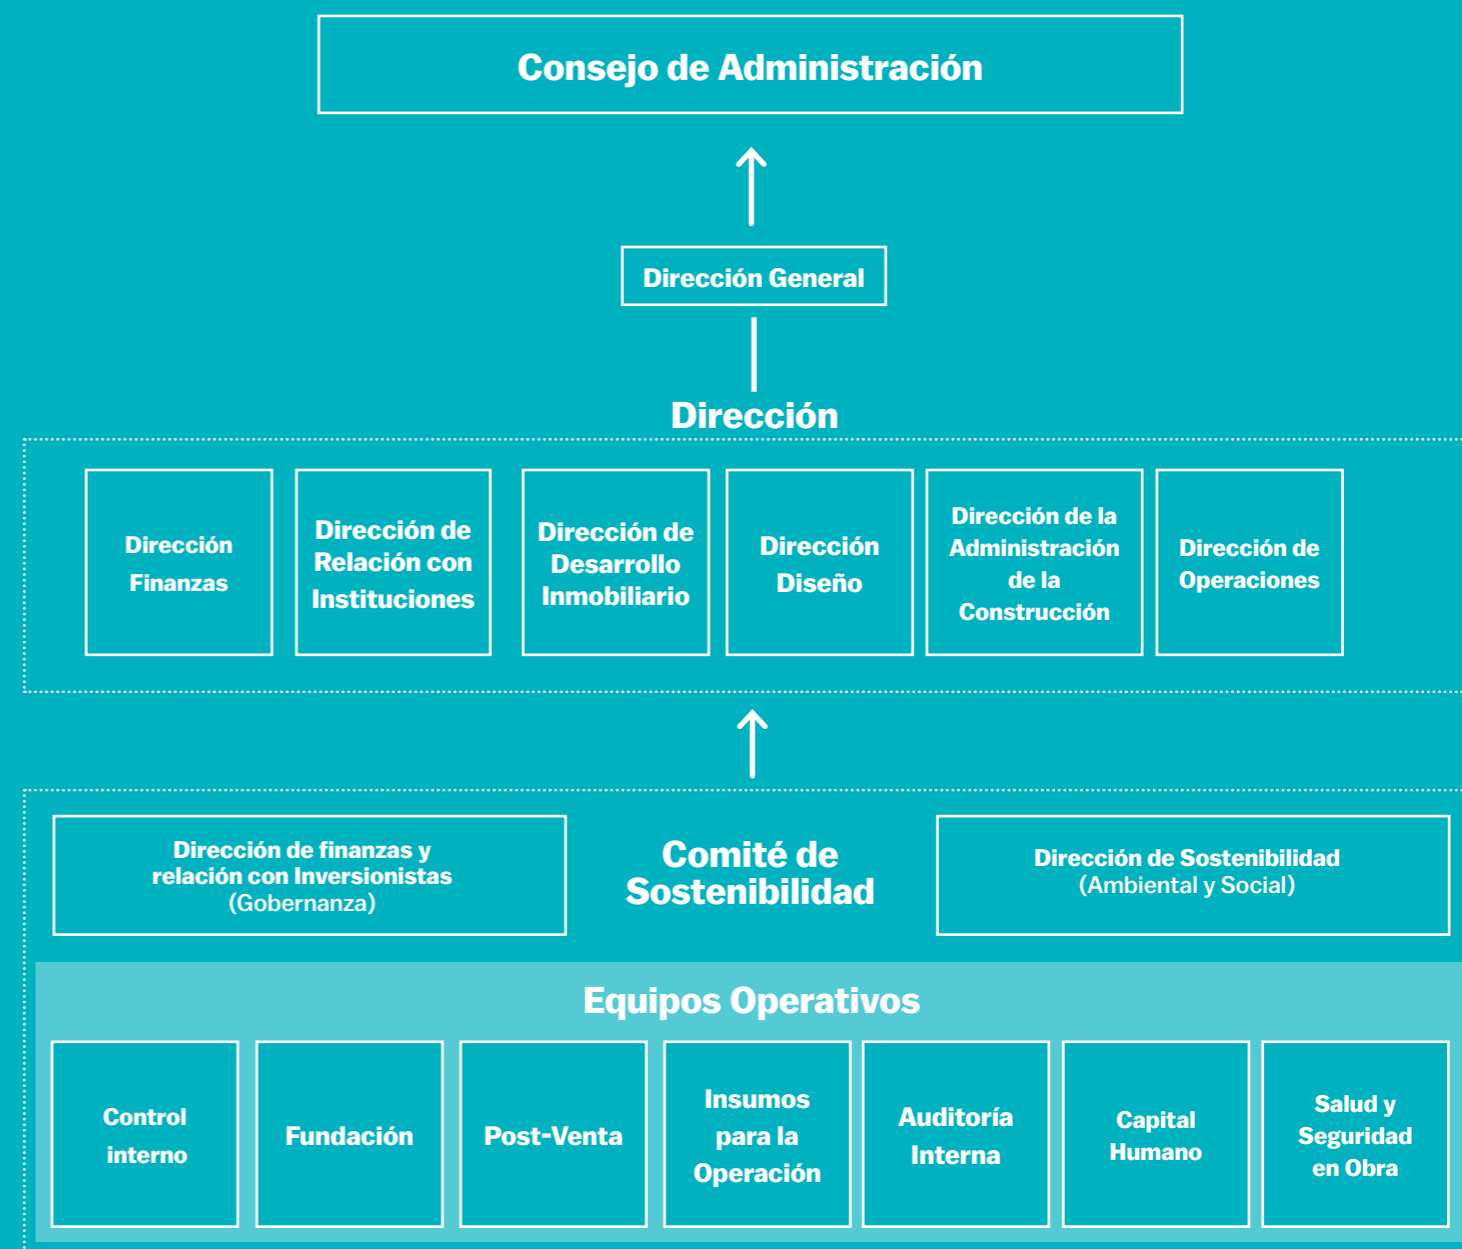 Consejo de Administración
Dirección General
Dirección
Dirección
Finanzas
Dirección de
Relación con
Instituciones
Dirección de
Desarrollo
Inmobiliario
Dirección
Diseño
Dirección de la
Administración
de la
Construcción
Dirección de
Operaciones
Dirección de finanzas y
relación con Inversionistas
(Gobernanza)
Comité de
Sostenibilidad
Dirección de Sostenibilidad
(Ambiental y Social)
Equipos Operativos
Control
interno
Fundación
Post-Venta
Insumos
para la
Operación
Auditoría
Interna
Capital
Humano
Salud y
Seguridad
en Obra